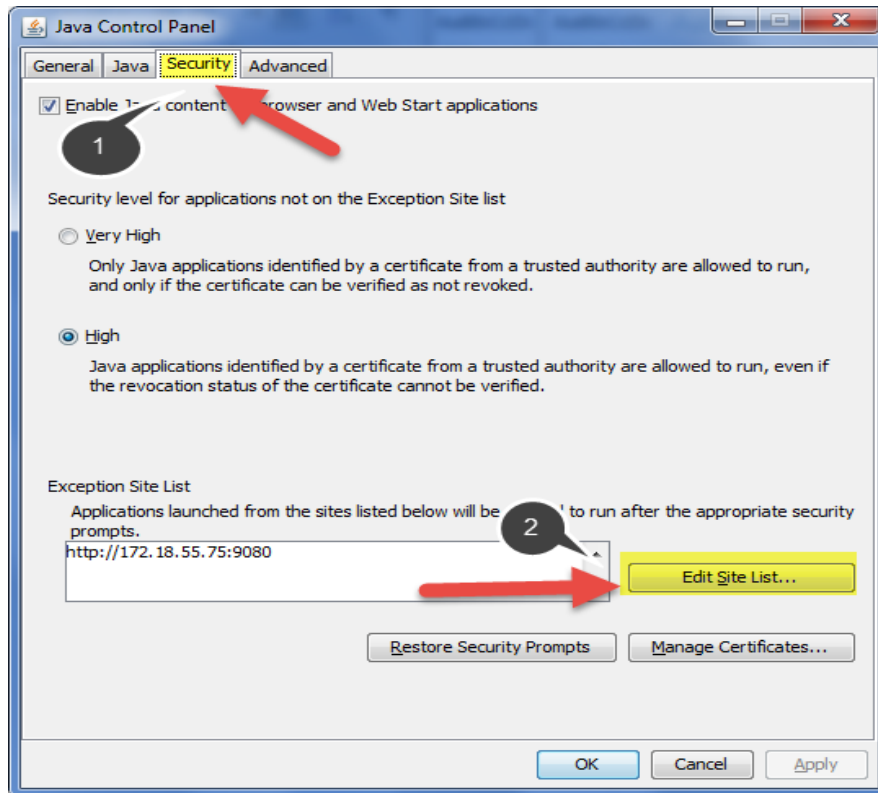 Java Control Panel
General Java Security Advanced
Enable content browser and Web Start applications
1
Security level for applications not on the Exception Site list
Very High
Only Java applications identified by a certificate from a trusted authority are allowed to run,
and only if the certificate can be verified as not revoked.
High
Java applications identified by a certificate from a trusted authority are allowed to run, even if
the revocation status of the certificate cannot be verified.
Exception Site List
Applications launched from the sites listed below will be to run after the appropriate security
prompts.
2
http://172.18.55.75:9080
Edit Site List...
Restore Security Prompts Manage Certificates...
OK Cancel Apply